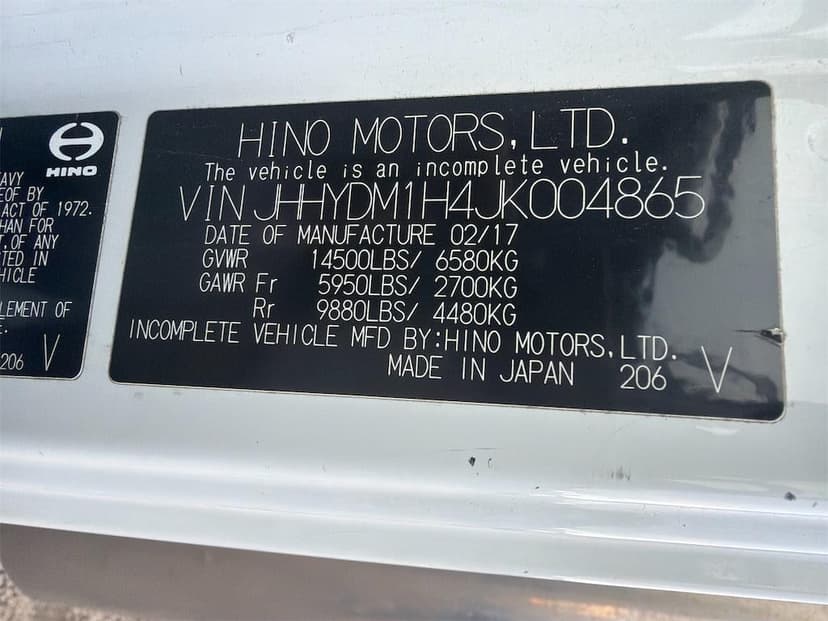 HINO
EAVY
EOF BY
ACT OF 1972.
HAN FOR
T, OF ANY
TED IN
HICLE
LEMENT OF
206 V
HINO MOTORS, LTD.
The vehicle is an incomplete vehicle.
VIN JHHYDM1H4JK004865
DATE OF MANUFACTURE 02/17
GVWR 14500LBS/ 6580KG
GAWR Fr 5950LBS/ 2700KG
Rr 9880LBS/ 4480KG
INCOMPLETE VEHICLE MFD BY:HINO MOTORS, LTD.
MADE IN JAPAN 206 V